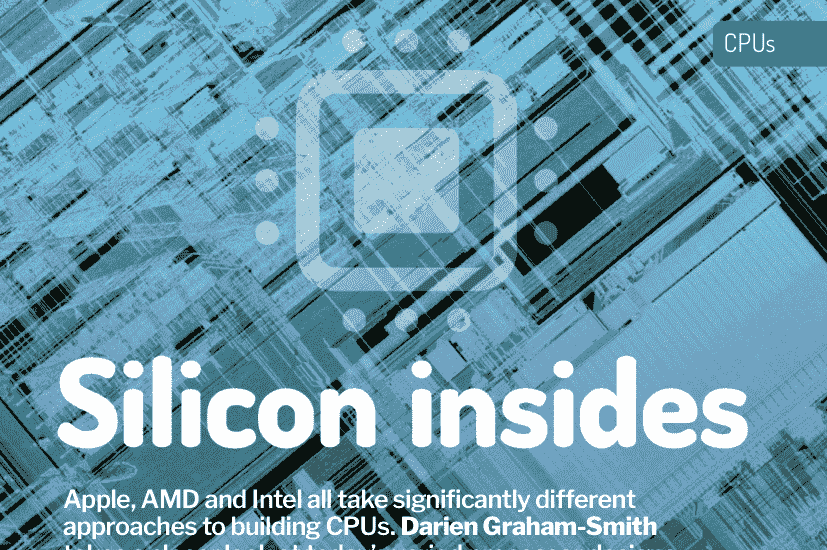 CPUs
Silicon insides
Apple, AMD and Intel all take significantly different
approaches to building CPUs. Darien Graham-Smith